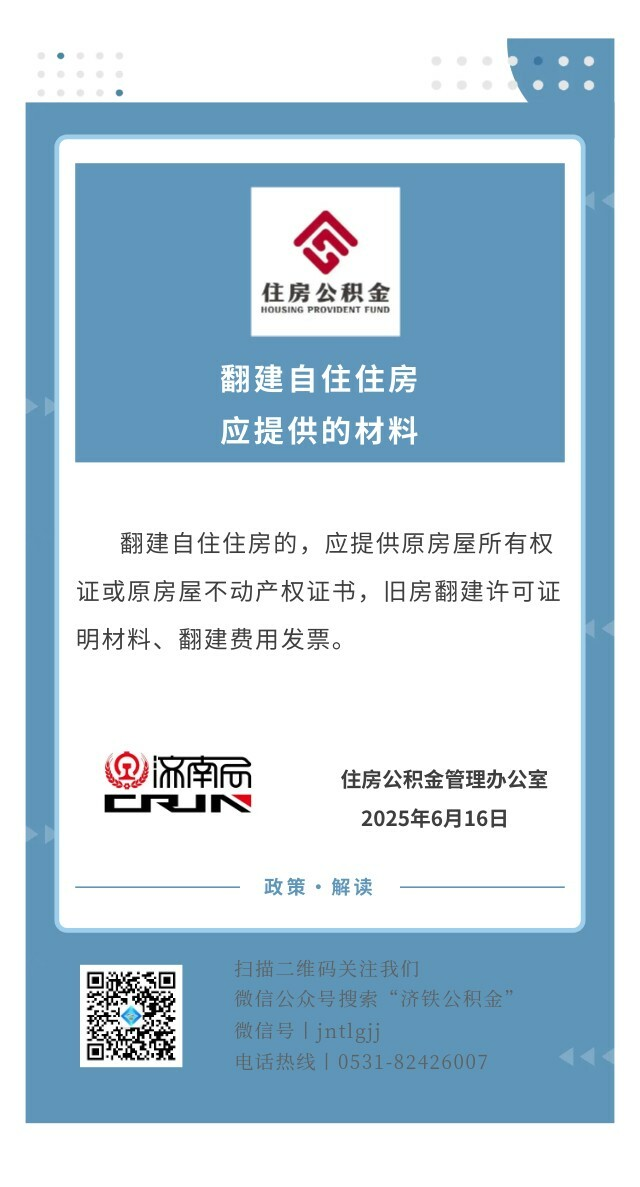 住房公积金
HOUSING PROVIDENT FUND
翻建自住住房
应提供的材料
翻建自住住房的，应提供原房屋所有权
证或原房屋不动产权证书，旧房翻建许可证
明材料、翻建费用发票。
济南局
CRJN
住房公积金管理办公室
2025年6月16日
政策·解读
扫描二维码关注我们
微信公众号搜索“济铁公积金”
微信号丨jntlgjj
电话热线丨0531-82426007